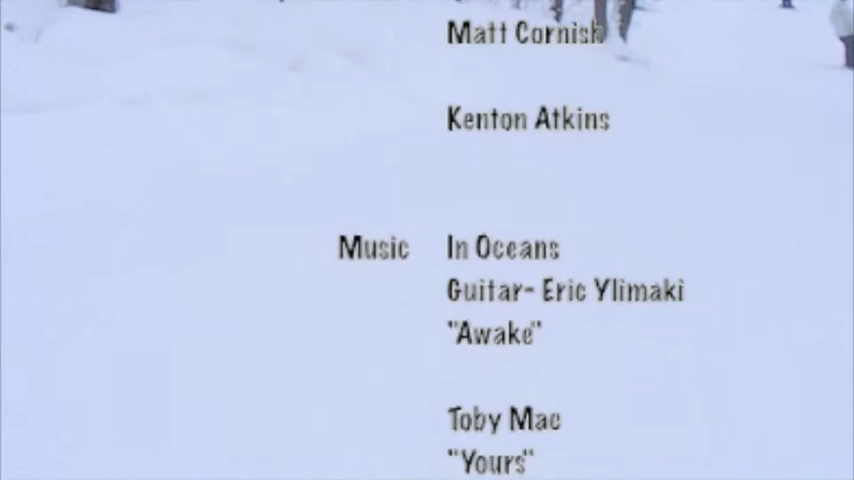 Matt Cornish
Kenton Atkins
Music In Oceans
Guitar- Eric Ylimaki
"Awake"
Toby Mac
"Yours"